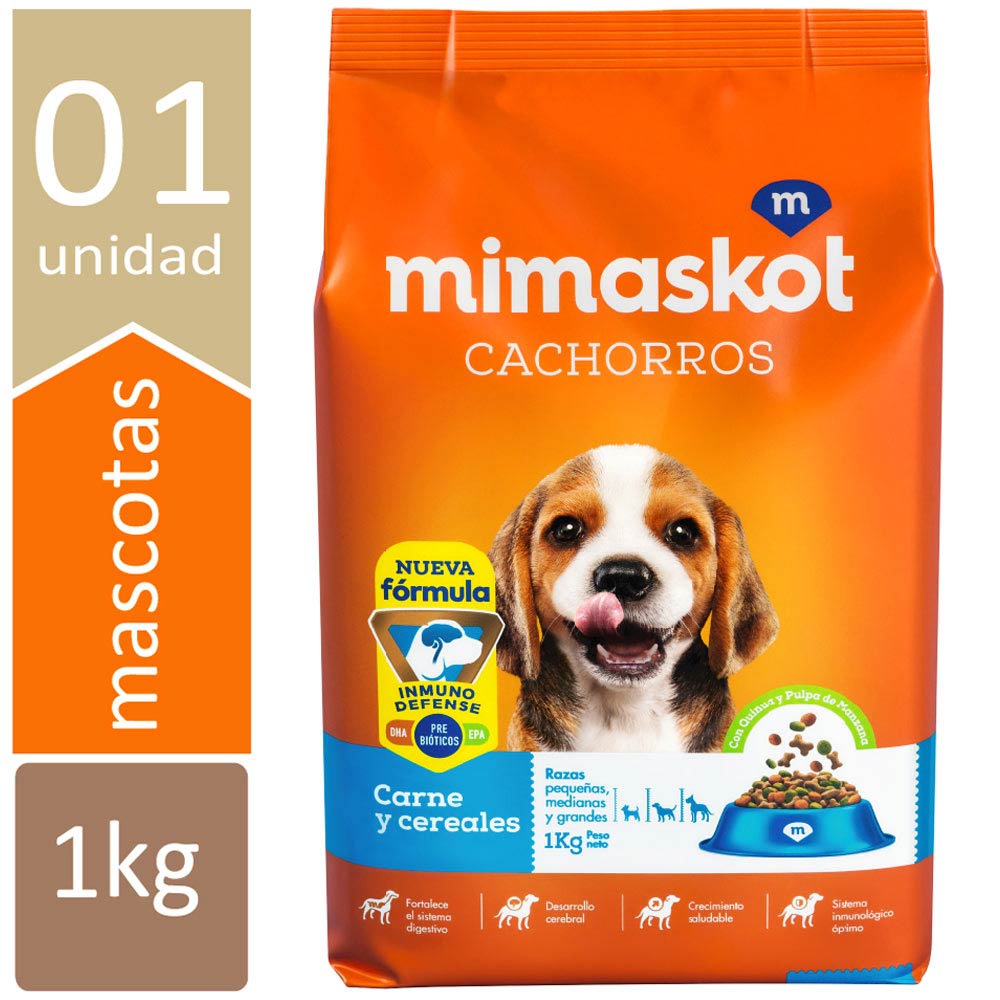 01
unidad
mascotas
1kg
m
mimaskot
CACHORROS
NUEVA
fórmula
INMUNO
DEFENSE
DHA
PRE
BIÓTICOS
EPA
Con Quinua y Pulpa de Manzana
Carne
y cereales
Razas
pequeñas,
medianas
y grandes
1Kg Peso
neto
m
Fortalece
el sistema
digestivo
Desarrollo
cerebral
Crecimiento
saludable
Sistema
inmunológico
óptimo